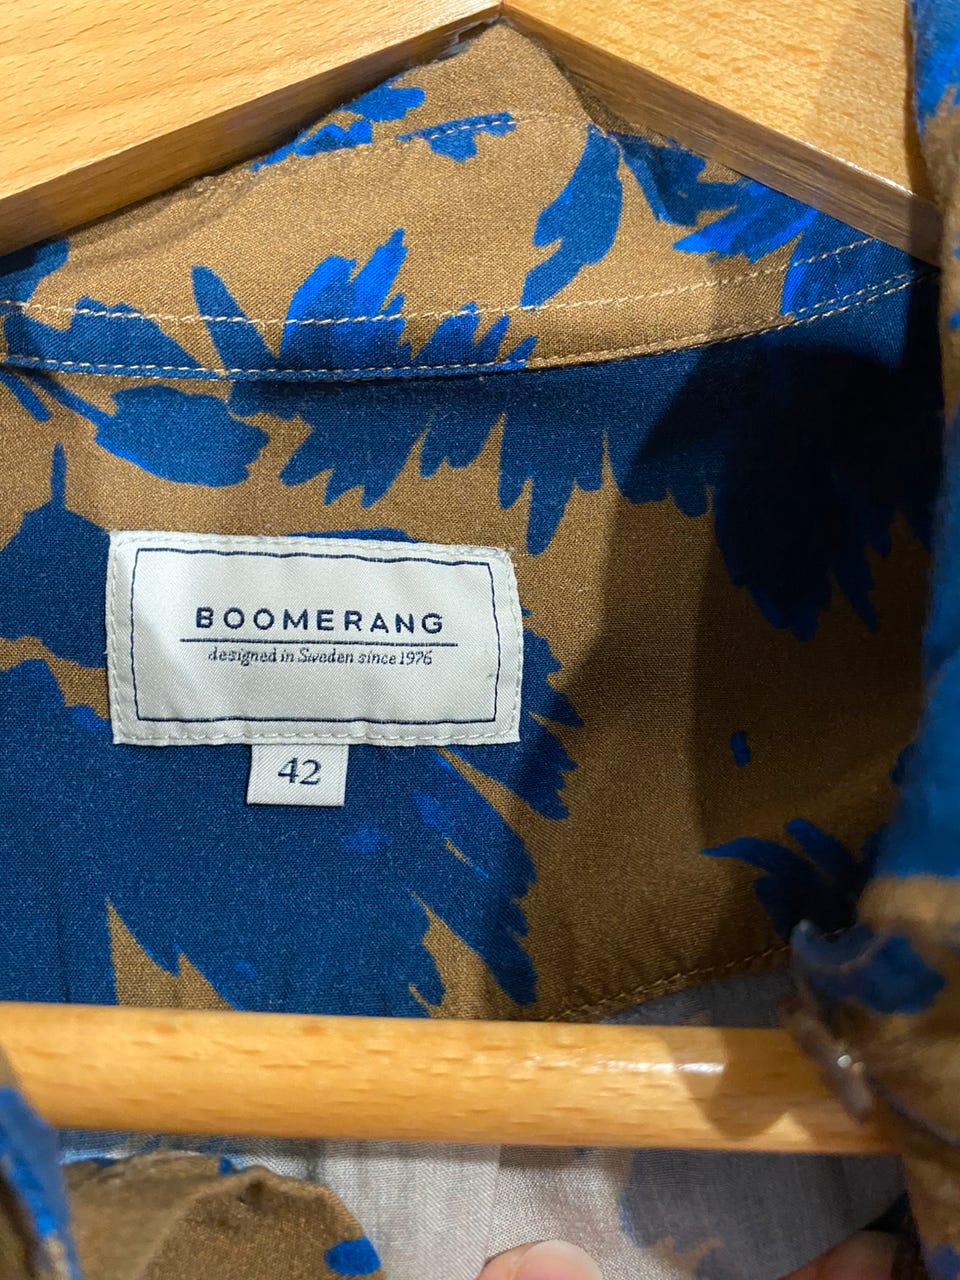 BOOMERANG
designed in Sweden since 1976
42